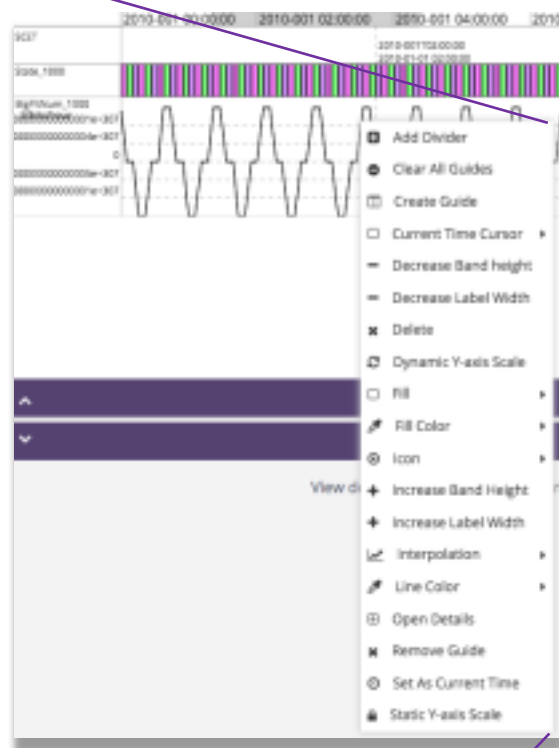 2010-001 00:00:00 2010-001 02:00:00 2010-001 04:00:00 2010
SCET
2010-001T02:00:00
2010-01-01 02:00:00
State_1000
0
Add Divider
Clear All Guides
Create Guide
Current Time Cursor
Decrease Band height
Decrease Label Width
Delete
Dynamic Y-axis Scale
Fill
Fill Color
Icon
View
Increase Band Height
Increase Label Width
Interpolation
Line Color
Open Details
Remove Guide
Set As Current Time
Static Y-axis Scale